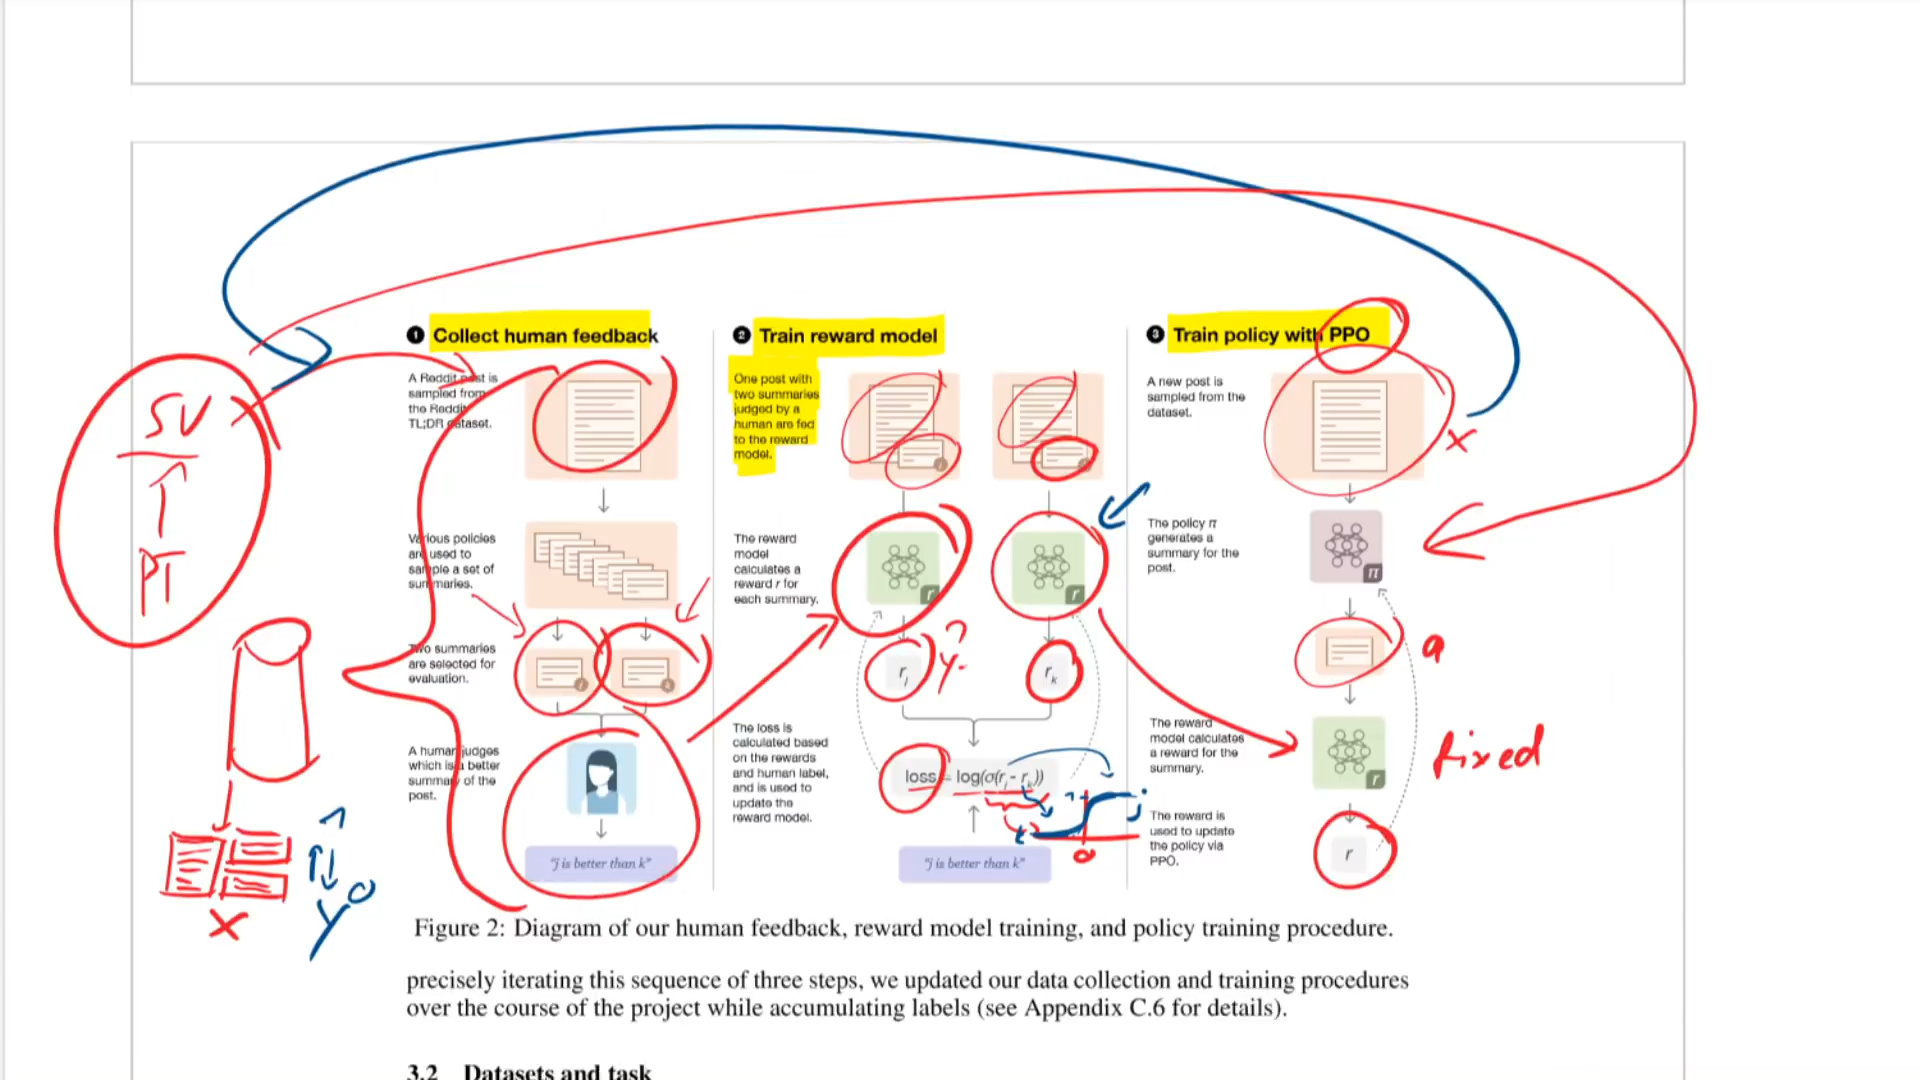 ❶ Collect human feedback
A Reddit post is
sampled from
the Reddit
TL;DR dataset.
Various policies
are used to
sample a set of
summaries.
Two summaries
are selected for
evaluation.
j
k
A human judges
which is a better
summary of the
post.
"j is better than k"
❷ Train reward model
One post with
two summaries
judged by a
human are fed
to the reward
model.
j
The reward
model
calculates a
reward r for
each summary.
r
r
rj
rk
The loss is
calculated based
on the rewards
and human label,
and is used to
update the
reward model.
loss = log(σ(rj - rk))
"j is better than k"
❸ Train policy with PPO
A new post is
sampled from the
dataset.
The policy π
generates a
summary for the
post.
π
The reward
model calculates
a reward for the
summary.
r
The reward is
used to update
the policy via
PPO.
r
SV
PT
x
y
ŷ
x
a
fixed
0
1
j
k
Figure 2: Diagram of our human feedback, reward model training, and policy training procedure.
precisely iterating this sequence of three steps, we updated our data collection and training procedures
over the course of the project while accumulating labels (see Appendix C.6 for details).
3.2 Datasets and task